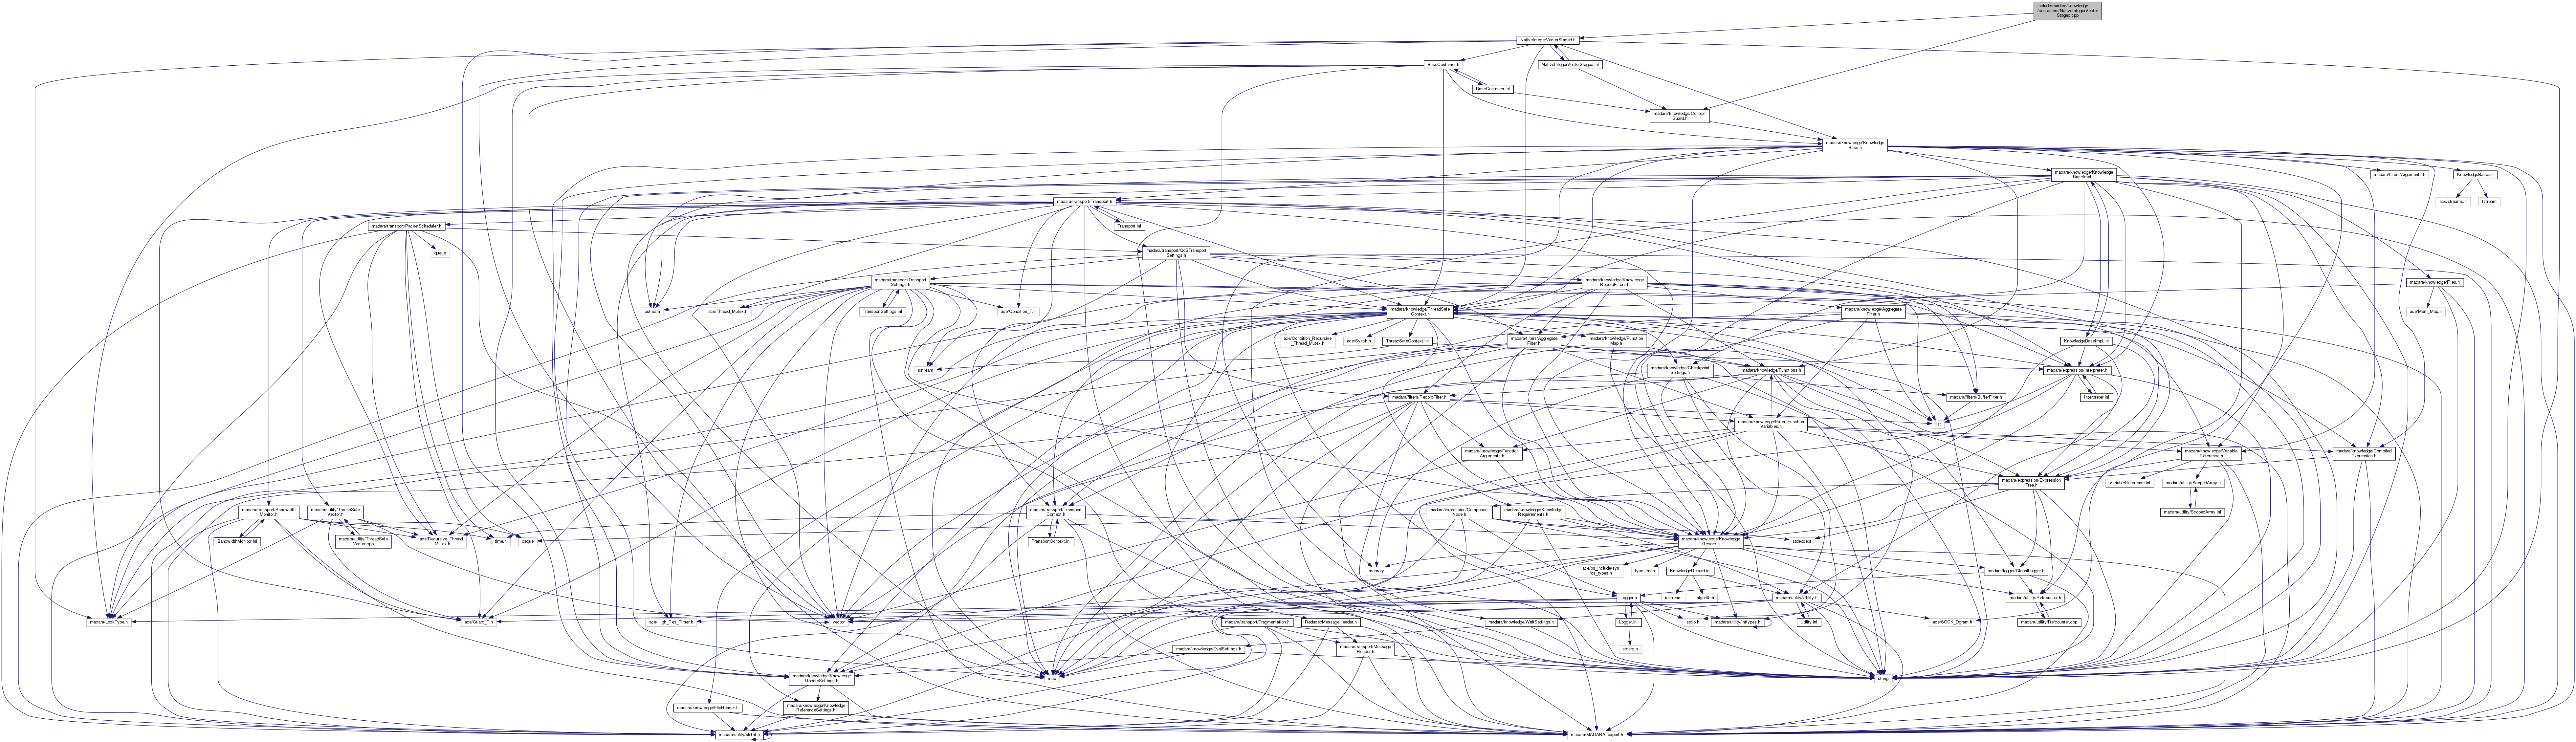 include/madara/knowledge
/containers/NativeIntegerVector
Staged.cpp
NativeIntegerVectorStaged.h
BaseContainer.h
NativeIntegerVectorStaged.inl
BaseContainer.inl
madara/knowledge/Context
Guard.h
madara/knowledge/Knowledge
Base.h
madara/knowledge/Knowledge
BaseImpl.h
madara/filters/Arguments.h
KnowledgeBase.inl
madara/transport/Transport.h
ace/streams.h
fstream
madara/transport/PacketScheduler.h
Transport.inl
queue
madara/transport/QoSTransport
Settings.h
madara/transport/Transport
Settings.h
madara/knowledge/Knowledge
RecordFilters.h
madara/knowledge/Files.h
ostream
ace/Thread_Mutex.h
TransportSettings.inl
ace/Condition_T.h
madara/knowledge/ThreadSafe
Context.h
madara/knowledge/Aggregate
Filter.h
ace/Mem_Map.h
ace/Condition_Recursive
_Thread_Mutex.h
ace/Synch.h
ThreadSafeContext.inl
madara/filters/Aggregate
Filter.h
madara/knowledge/Function
Map.h
KnowledgeBaseImpl.inl
iostream
madara/knowledge/Checkpoint
Settings.h
madara/knowledge/Functions.h
madara/expression/Interpreter.h
madara/filters/RecordFilter.h
madara/filters/BufferFilter.h
Interpreter.inl
madara/knowledge/ExternFunction
Variables.h
list
madara/knowledge/Function
Arguments.h
madara/knowledge/Variable
Reference.h
madara/knowledge/Compiled
Expression.h
madara/expression/Expression
Tree.h
VariableReference.inl
madara/utility/ScopedArray.h
madara/utility/ScopedArray.inl
madara/transport/Bandwidth
Monitor.h
madara/utility/ThreadSafe
Vector.h
madara/transport/Transport
Context.h
madara/expression/Component
Node.h
madara/knowledge/Knowledge
Requirements.h
BandwidthMonitor.inl
madara/utility/ThreadSafe
Vector.cpp
ace/Recursive_Thread
_Mutex.h
time.h
deque
TransportContext.inl
madara/knowledge/Knowledge
Record.h
stdexcept
memory
ace/os_include/sys
/os_types.h
type_traits
KnowledgeRecord.inl
madara/logger/GlobalLogger.h
sstream
algorithm
Logger.h
madara/utility/Utility.h
madara/utility/Refcounter.h
madara/LockType.h
ace/Guard_T.h
ace/High_Res_Timer.h
vector
madara/transport/Fragmentation.h
ReducedMessageHeader.h
madara/knowledge/WaitSettings.h
Logger.inl
stdio.h
madara/utility/inttypes.h
Utility.inl
ace/SOCK_Dgram.h
madara/utility/Refcounter.cpp
madara/knowledge/EvalSettings.h
madara/transport/Message
Header.h
stdarg.h
madara/knowledge/Knowledge
UpdateSettings.h
map
string
madara/knowledge/FileHeader.h
madara/knowledge/Knowledge
ReferenceSettings.h
madara/utility/stdint.h
madara/MADARA_export.h